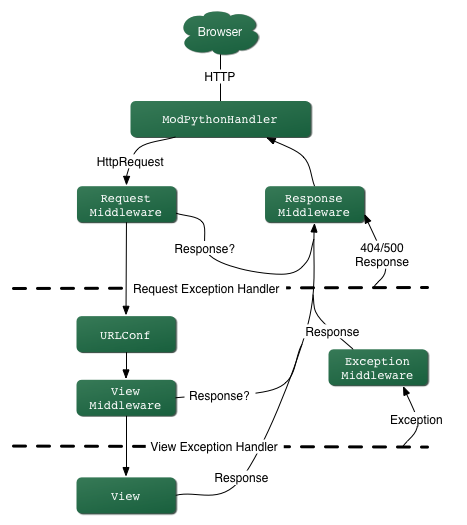 Browser
HTTP
ModPythonHandler
HttpRequest
Request
Middleware
Response
Middleware
Response?
404/500
Response
Request Exception Handler
URLConf
Response
Exception
Middleware
View
Middleware
Response?
Exception
View Exception Handler
View
Response